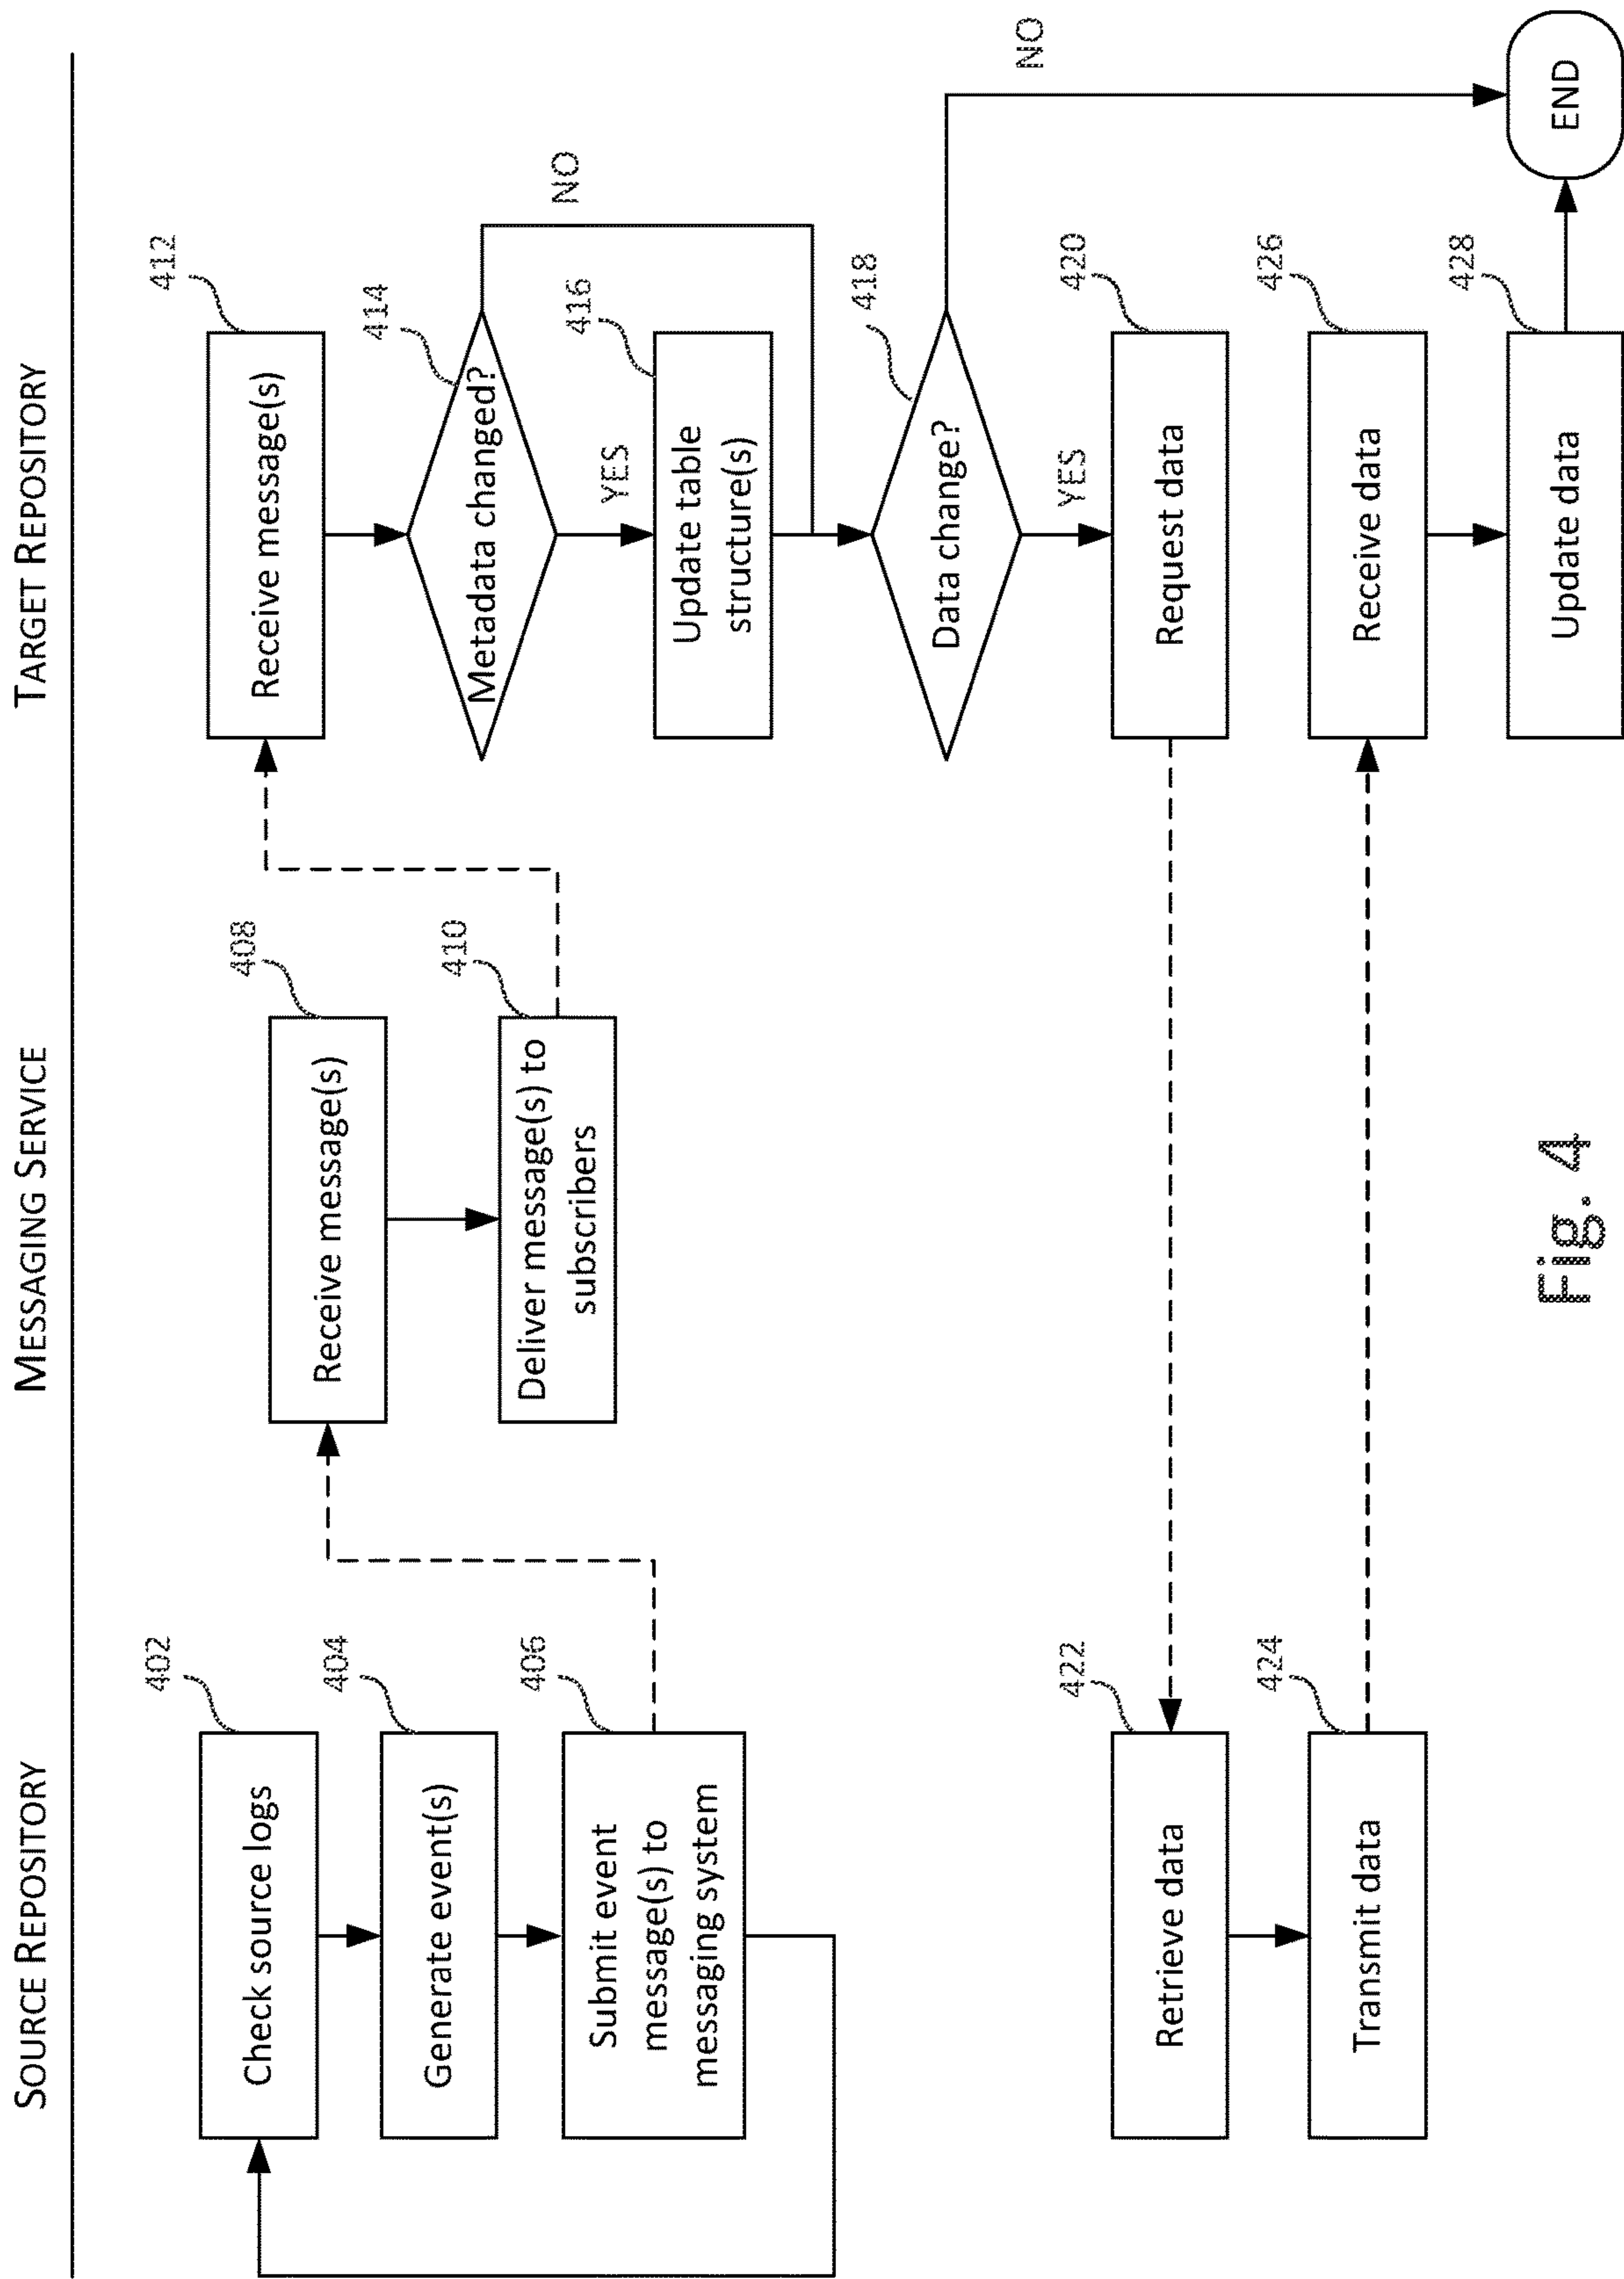 SOURCE REPOSITORY
MESSAGING SERVICE
TARGET REPOSITORY
402
Check source logs
404
Generate event(s)
406
Submit event
message(s) to
messaging system
408
Receive message(s)
410
Deliver message(s) to
subscribers
412
Receive message(s)
414
Metadata changed?
NO
YES
416
Update table
structure(s)
418
Data change?
NO
YES
420
Request data
422
Retrieve data
424
Transmit data
426
Receive data
428
Update data
END
Fig. 4